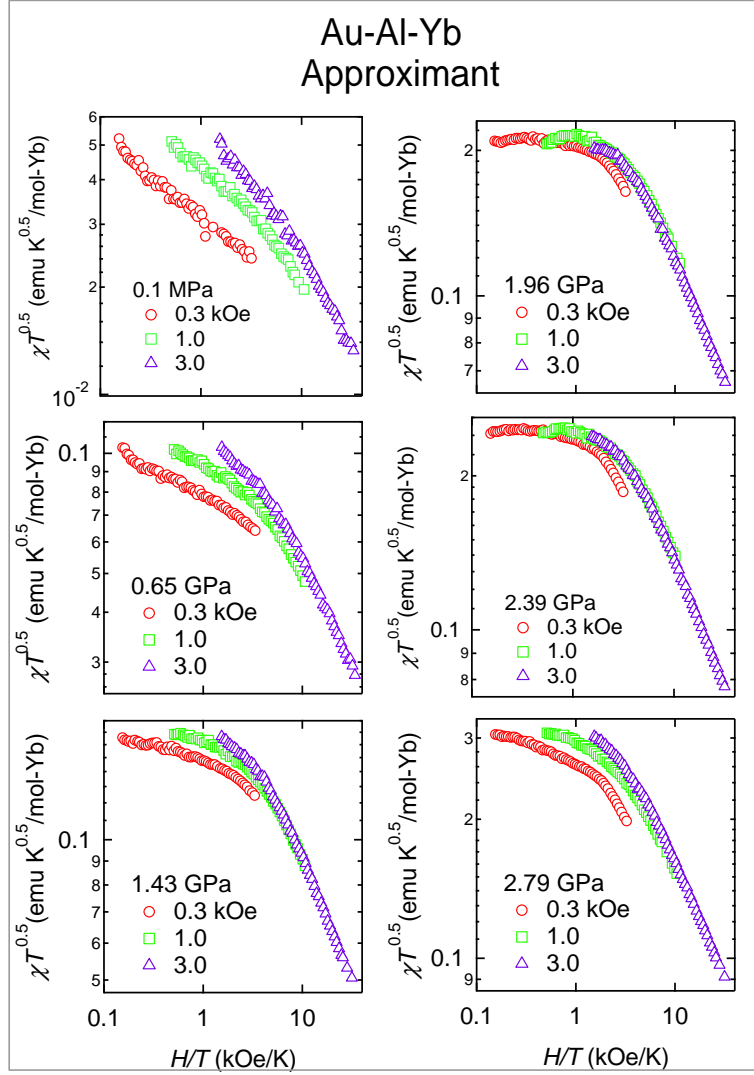 Au-Al-Yb
Approximant
χT^0.5 (emu K^0.5/mol-Yb)
6
5
4
3
2
10^-2
0.1 MPa
0.3 kOe
1.0
3.0
χT^0.5 (emu K^0.5/mol-Yb)
0.1
9
8
7
6
5
4
3
0.65 GPa
0.3 kOe
1.0
3.0
χT^0.5 (emu K^0.5/mol-Yb)
0.1
9
8
7
6
5
1.43 GPa
0.3 kOe
1.0
3.0
0.1
1
10
H/T (kOe/K)
χT^0.5 (emu K^0.5/mol-Yb)
2
0.1
9
8
7
1.96 GPa
0.3 kOe
1.0
3.0
χT^0.5 (emu K^0.5/mol-Yb)
2
0.1
9
8
2.39 GPa
0.3 kOe
1.0
3.0
χT^0.5 (emu K^0.5/mol-Yb)
3
2
0.1
9
2.79 GPa
0.3 kOe
1.0
3.0
0.1
1
10
H/T (kOe/K)